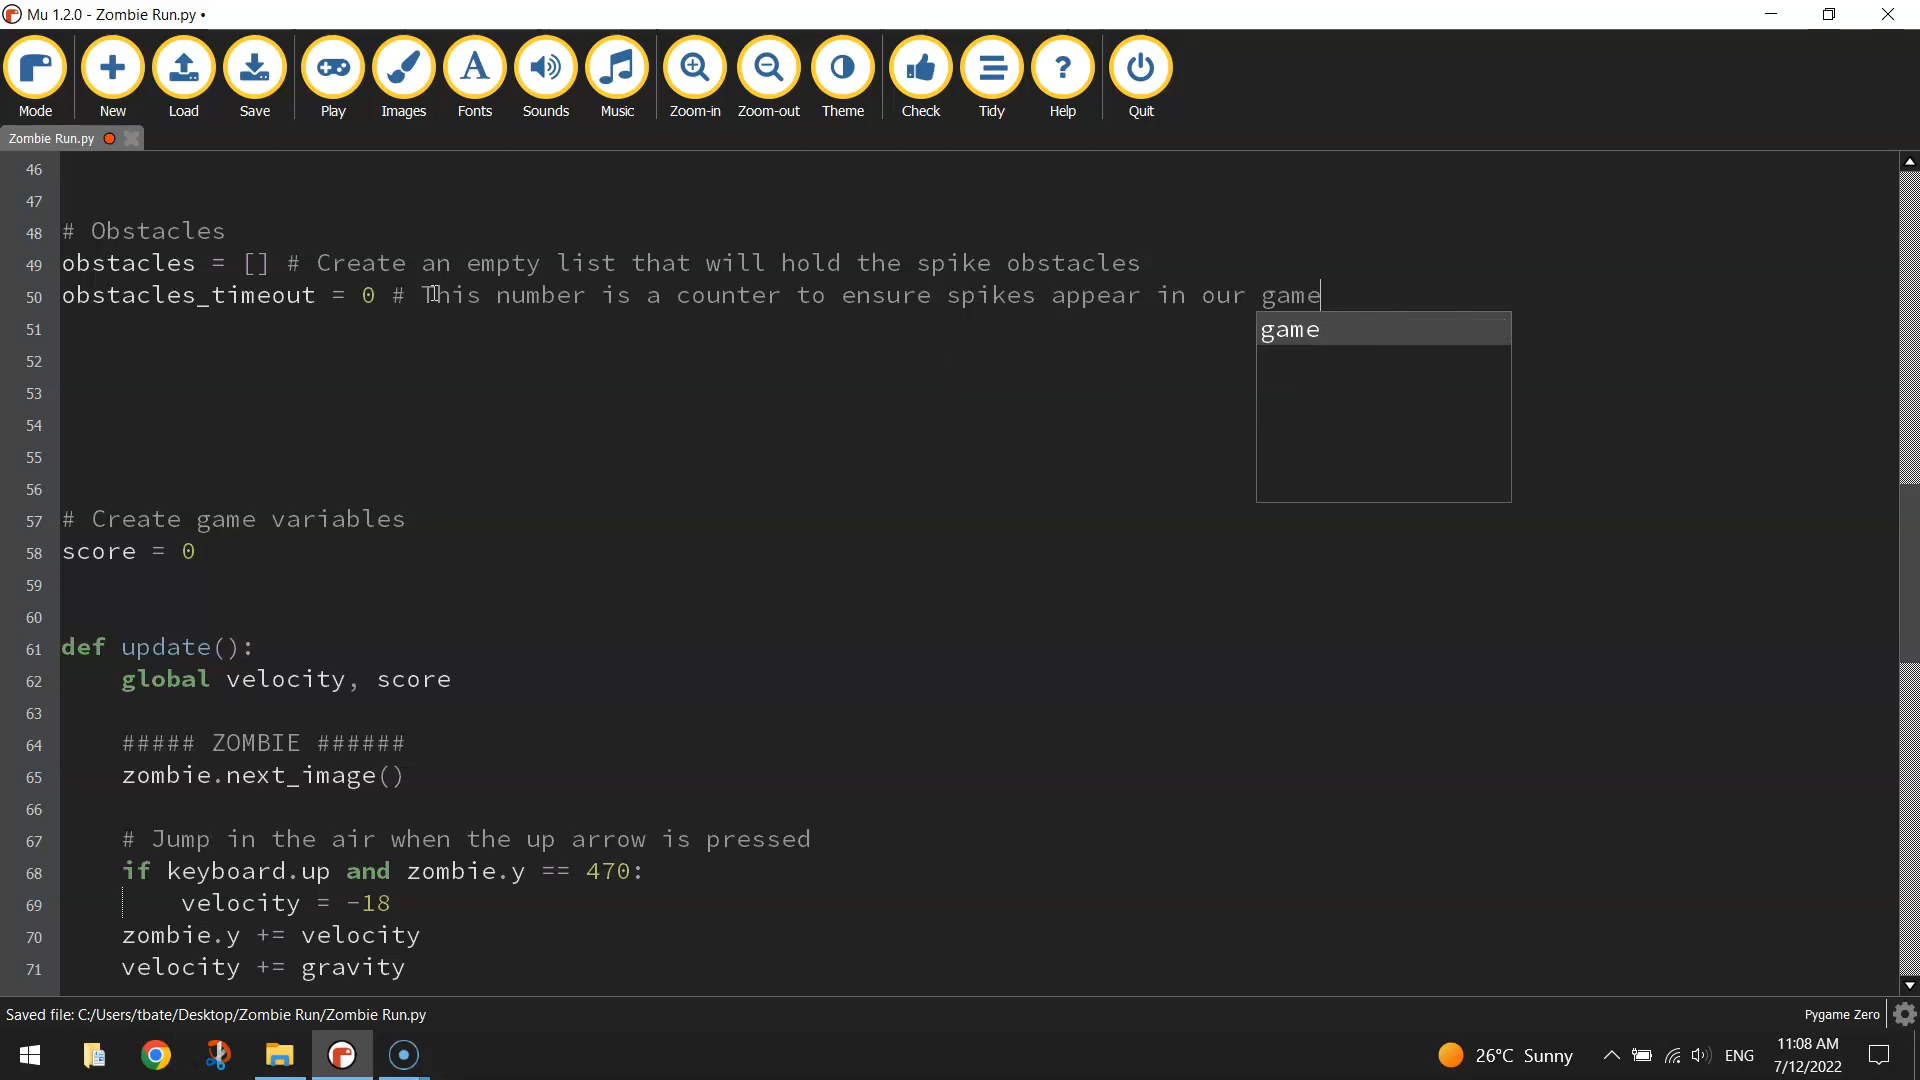 Mu 1.2.0 - Zombie Run.py •
Mode New Load Save Play Images Fonts Sounds Music Zoom-in Zoom-out Theme Check Tidy Help Quit
Zombie Run.py
46
47
48 # Obstacles
49 obstacles = [] # Create an empty list that will hold the spike obstacles
50 obstacles_timeout = 0 # This number is a counter to ensure spikes appear in our game
51
game
52
53
54
55
56
57 # Create game variables
58 score = 0
59
60
61 def update():
62 global velocity, score
63
64 ##### ZOMBIE ######
65 zombie.next_image()
66
67 # Jump in the air when the up arrow is pressed
68 if keyboard.up and zombie.y == 470:
69 velocity = -18
70 zombie.y += velocity
71 velocity += gravity
Saved file: C:/Users/tbate/Desktop/Zombie Run/Zombie Run.py
Pygame Zero
26°C Sunny
ENG
11:08 AM
7/12/2022